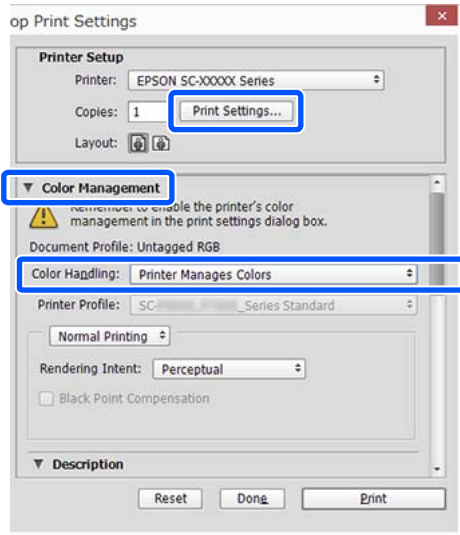 op Print Settings
Printer Setup
Printer: EPSON SC-XXXXX Series
Copies: 1 Print Settings...
Layout:
Color Management
Remember to enable the printer's color
management in the print settings dialog box.
Document Profile: Untagged RGB
Color Handling: Printer Manages Colors
Printer Profile: SC- _Series Standard
Normal Printing
Rendering Intent: Perceptual
Black Point Compensation
Description
Reset Done Print